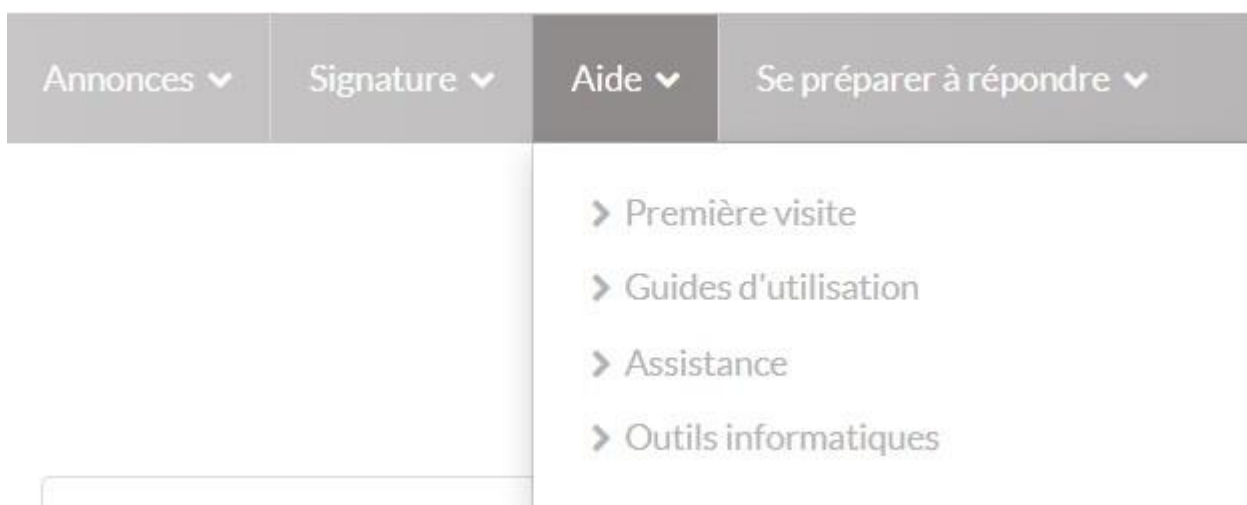 Annonces Signature Aide Se préparer à répondre
Première visite
Guides d'utilisation
Assistance
Outils informatiques